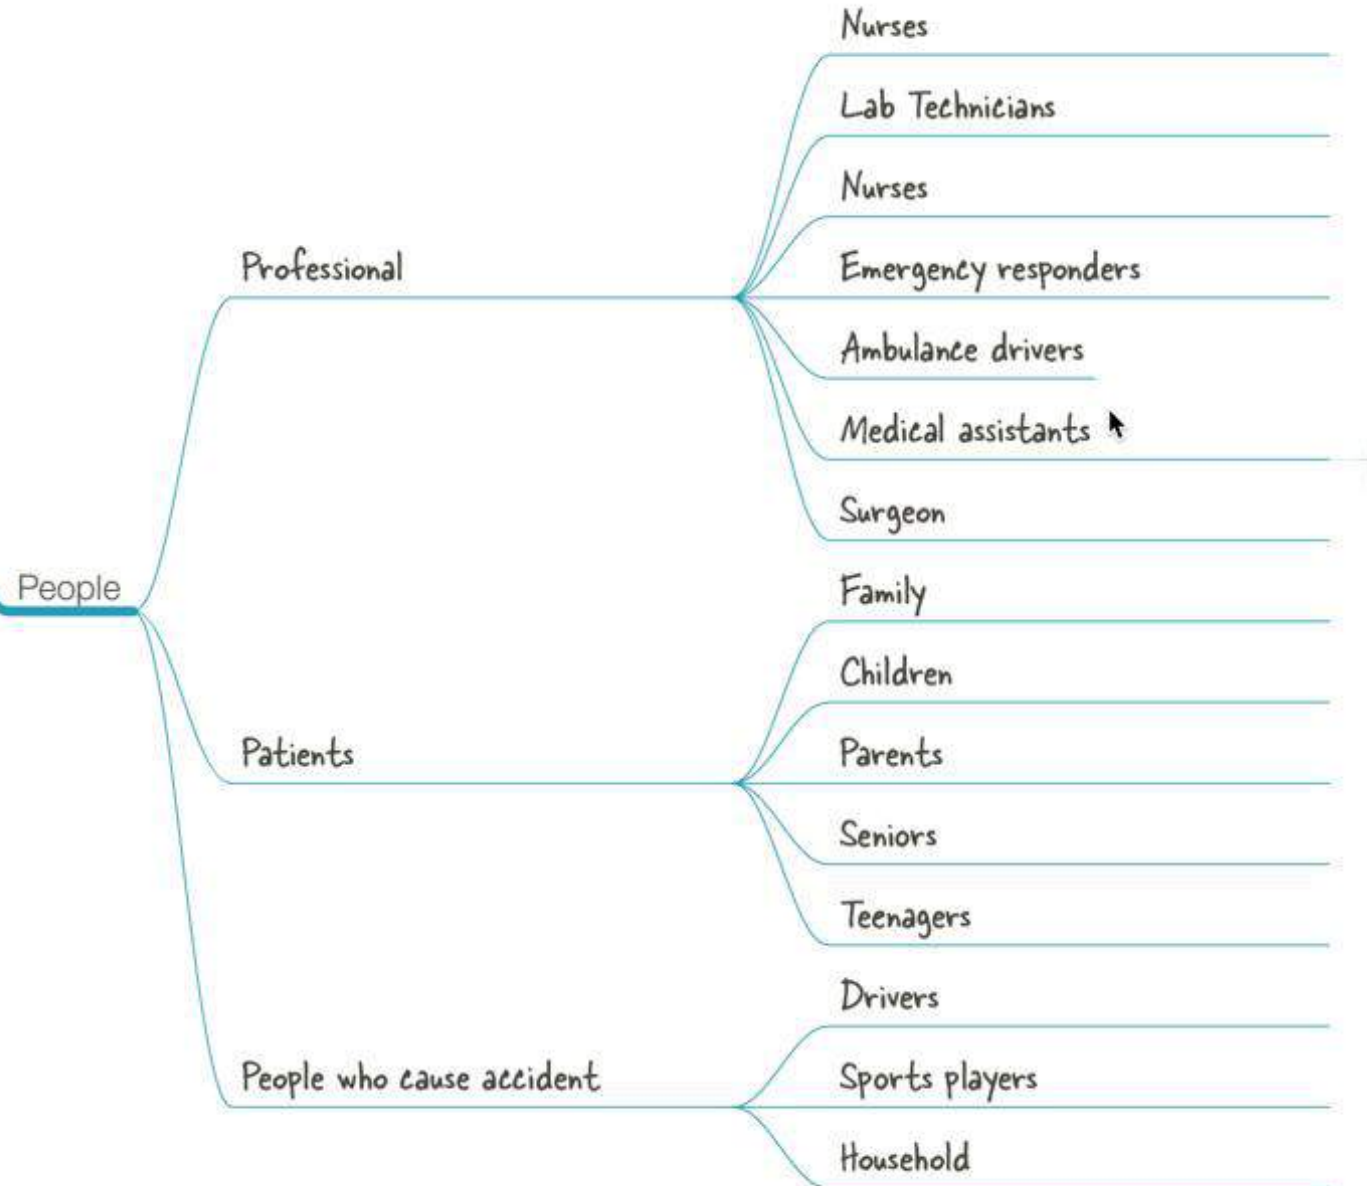 People
Professional
Nurses
Lab Technicians
Nurses
Emergency responders
Ambulance drivers
Medical assistants
Surgeon
Patients
Family
Children
Parents
Seniors
Teenagers
People who cause accident
Drivers
Sports players
Household